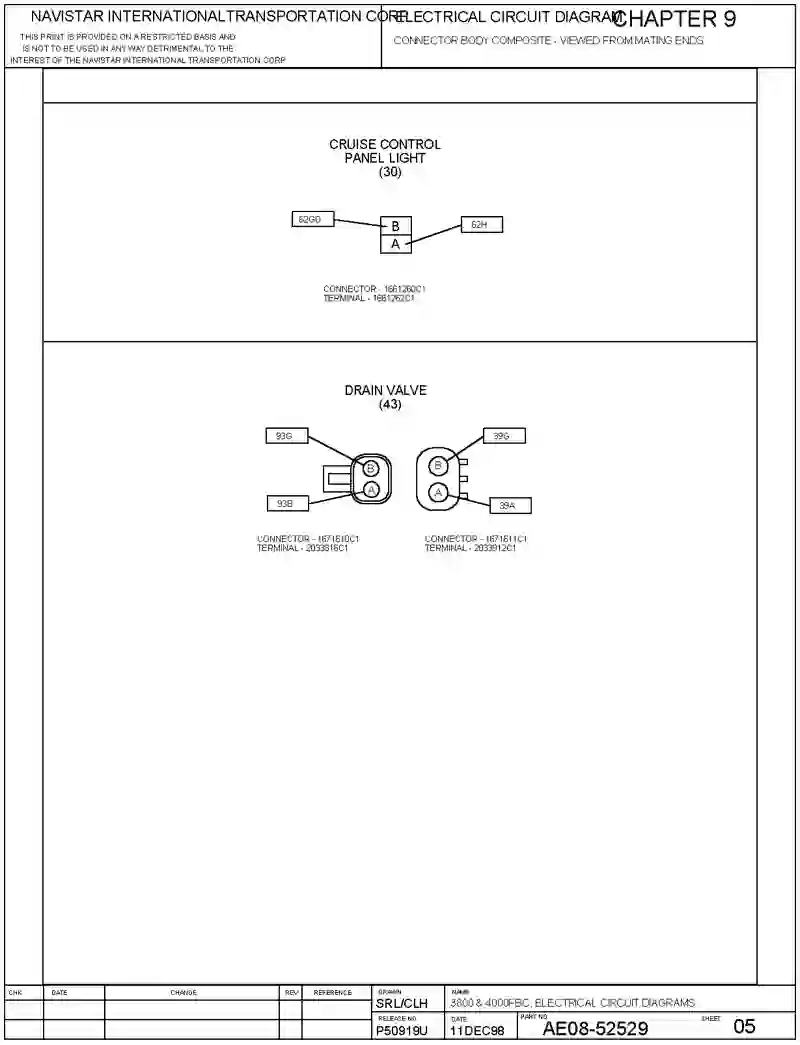 NAVISTAR INTERNATIONAL TRANSPORTATION CORP.
THIS PRINT IS PROVIDED ON A RESTRICTED BASIS AND
IS NOT TO BE USED IN ANY WAY DETRIMENTAL TO THE
INTEREST OF THE NAVISTAR INTERNATIONAL TRANSPORTATION CORP
ELECTRICAL CIRCUIT DIAGRAM
CHAPTER 9
CONNECTOR BODY COMPOSITE - VIEWED FROM MATING ENDS
CRUISE CONTROL
PANEL LIGHT
(30)
B
62H
A
CONNECTOR - 1661260C1
TERMINAL - 1661262C1
DRAIN VALVE
(43)
93G
39G
B
B
A
A
93B
39A
CONNECTOR - 1671610C1
TERMINAL - 2033816C1
CONNECTOR - 1671611C1
TERMINAL - 2033912C1
CHK
DATE
CHANGE
REV
REFERENCE
DRAWN
SRL/CLH
NAME
3800 & 4000FBC, ELECTRICAL CIRCUIT DIAGRAMS
RELEASE NO.
P50919U
DATE
11DEC98
PART NO.
AE08-52529
SHEET
05